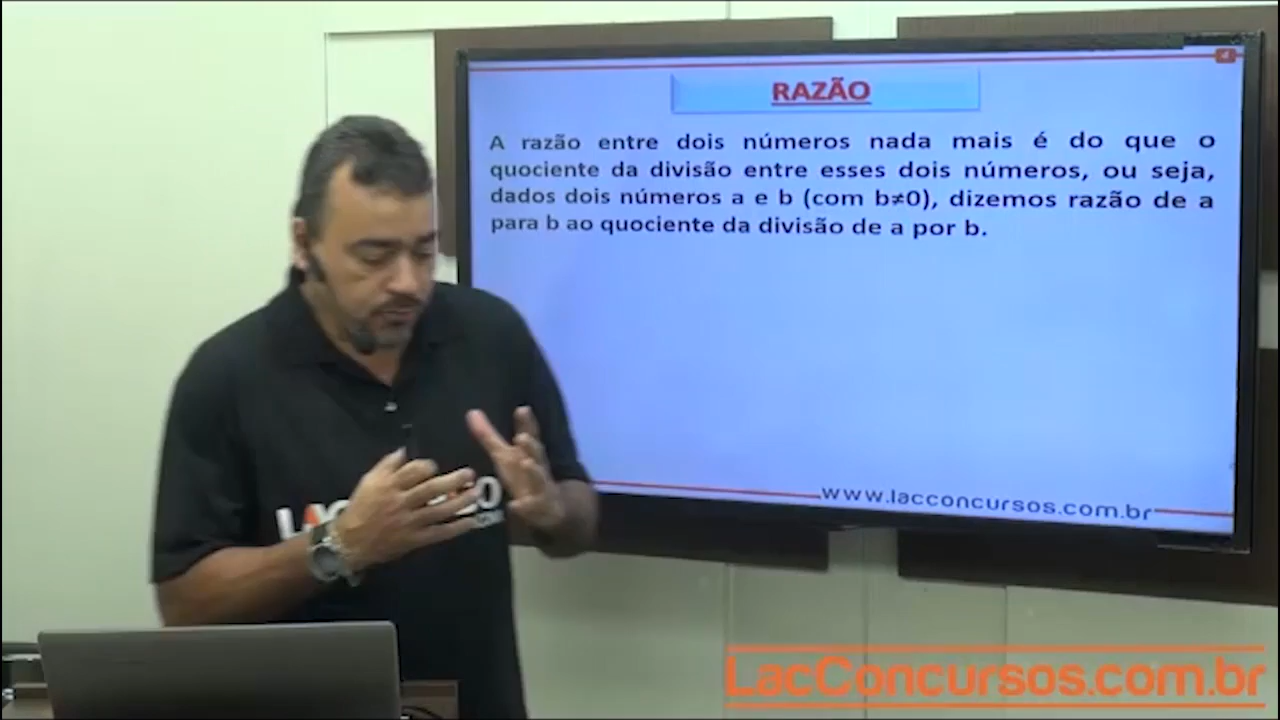 RAZÃO
A razão entre dois números nada mais é do que o
quociente da divisão entre esses dois números, ou seja,
dados dois números a e b (com b≠0), dizemos razão de a
para b ao quociente da divisão de a por b.
www.lacconcursos.com.br
LacConcursos.com.br